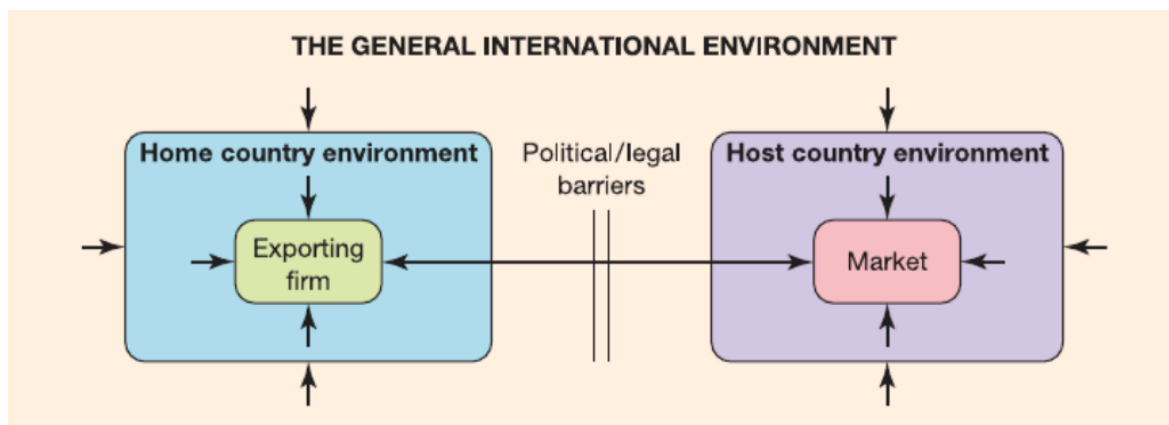 THE GENERAL INTERNATIONAL ENVIRONMENT
Home country environment
Political/legal
barriers
Host country environment
Exporting
firm
Market